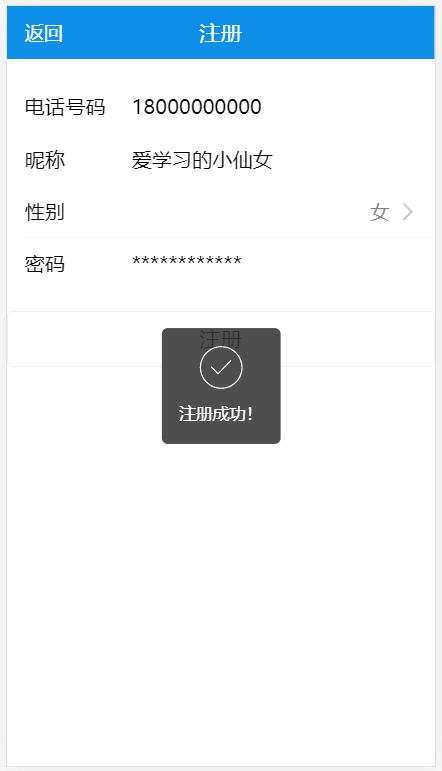 返回 注册
电话号码 18000000000
昵称 爱学习的小仙女
性别 女
密码 ************
注册
注册成功!